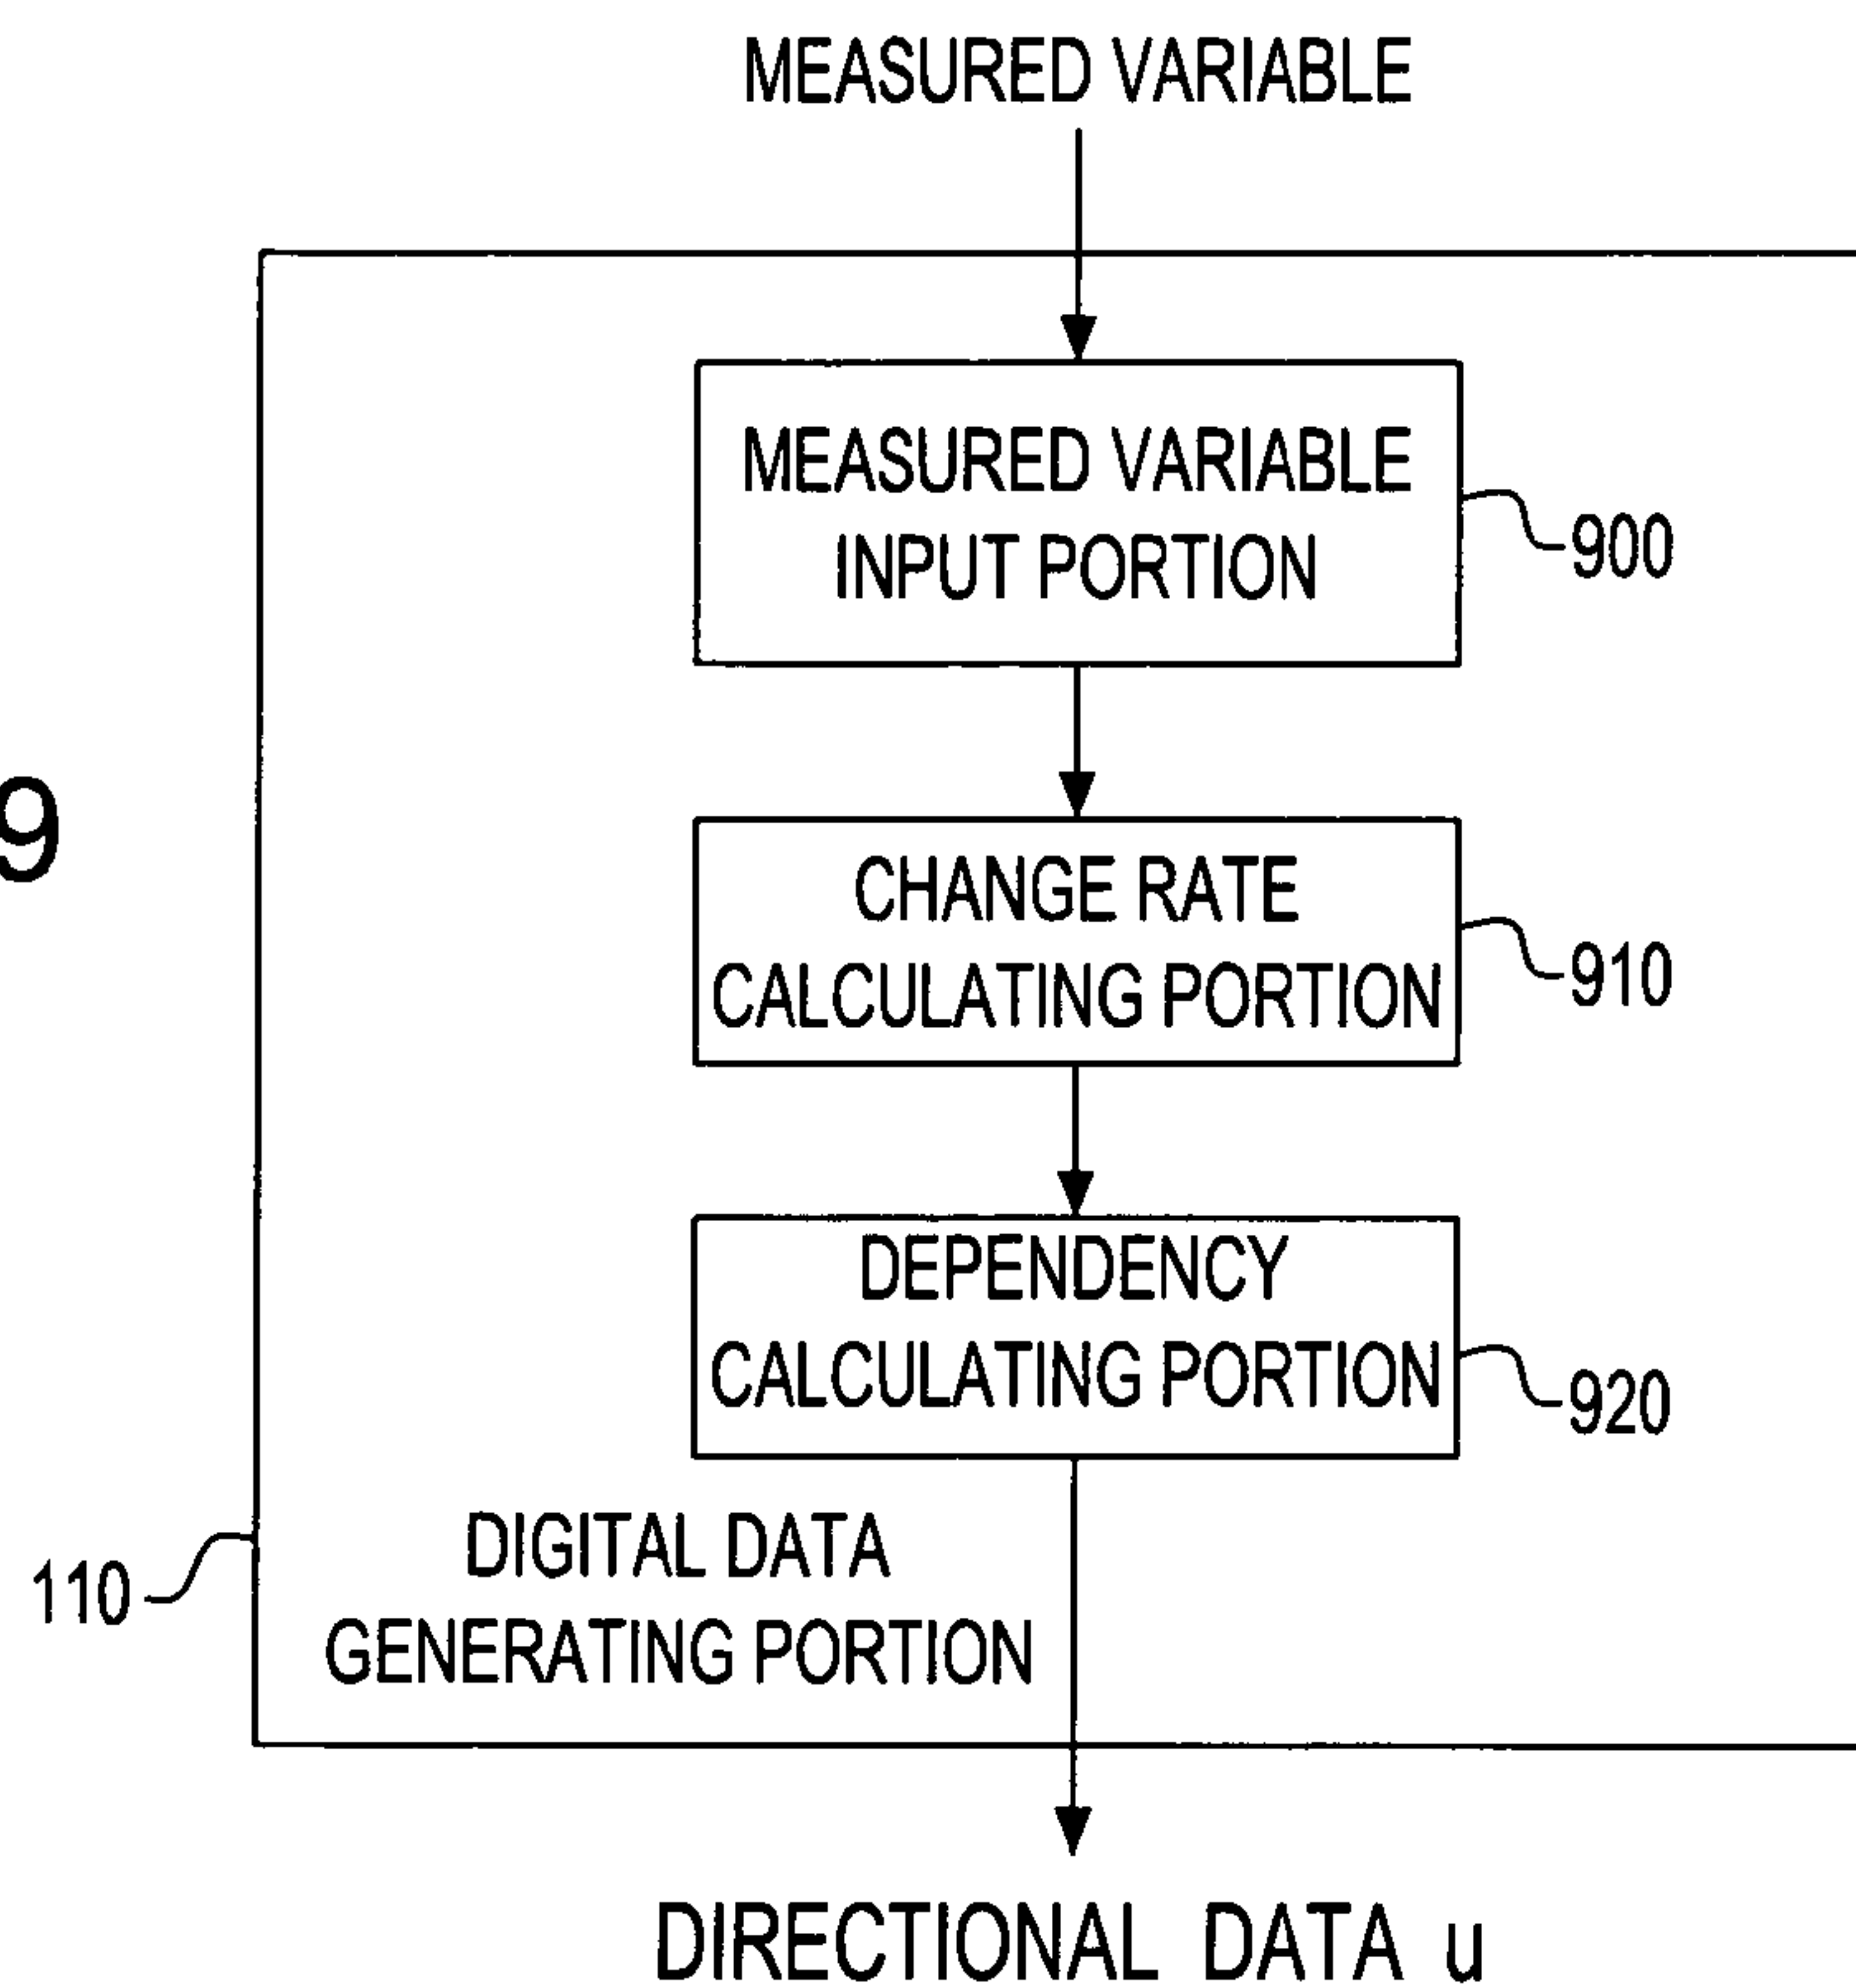 MEASURED VARIABLE
MEASURED VARIABLE
INPUT PORTION
900
9
CHANGE RATE
CALCULATING PORTION
910
DEPENDENCY
CALCULATING PORTION
920
DIGITAL DATA
GENERATING PORTION
110
DIRECTIONAL DATA u